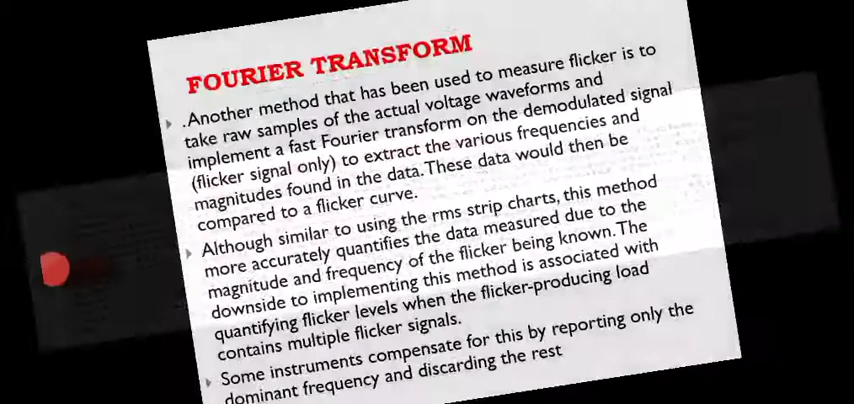 FOURIER TRANSFORM
.Another method that has been used to measure flicker is to
take raw samples of the actual voltage waveforms and
implement a fast Fourier transform on the demodulated signal
(flicker signal only) to extract the various frequencies and
magnitudes found in the data. These data would then be
compared to a flicker curve.
Although similar to using the rms strip charts, this method
more accurately quantifies the data measured due to the
magnitude and frequency of the flicker being known. The
downside to implementing this method is associated with
quantifying flicker levels when the flicker-producing load
contains multiple flicker signals.
Some instruments compensate for this by reporting only the
dominant frequency and discarding the rest